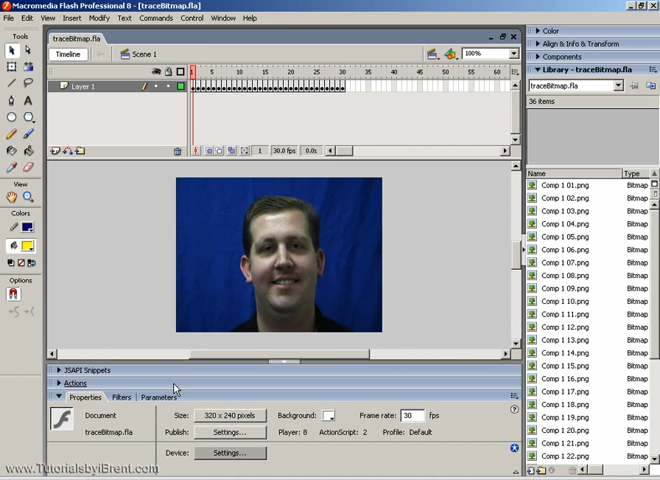 Macromedia Flash Professional 8 - [traceBitmap.fla]
File Edit View Insert Modify Text Commands Control Window Help
Tools
View
Colors
Options
traceBitmap.fla
Timeline
Scene 1
100%
1 5 10 15 20 25 30 35 40 45 50 55 60
Layer 1
1 30.0 fps 0.0s
JSAPI Snippets
Actions
Properties Filters Parameters
Document
traceBitmap.fla
Size: 320 x 240 pixels Background: Frame rate: 30 fps
Publish: Settings... Player: 8 ActionScript: 2 Profile: Default
Device: Settings...
Color
Align & Info & Transform
Components
Library - traceBitmap.fla
traceBitmap.fla
36 items
Name Type
Comp 1 01.png Bitmap
Comp 1 02.png Bitmap
Comp 1 03.png Bitmap
Comp 1 04.png Bitmap
Comp 1 05.png Bitmap
Comp 1 06.png Bitmap
Comp 1 07.png Bitmap
Comp 1 08.png Bitmap
Comp 1 09.png Bitmap
Comp 1 10.png Bitmap
Comp 1 11.png Bitmap
Comp 1 12.png Bitmap
Comp 1 13.png Bitmap
Comp 1 14.png Bitmap
Comp 1 15.png Bitmap
Comp 1 16.png Bitmap
Comp 1 17.png Bitmap
Comp 1 18.png Bitmap
Comp 1 19.png Bitmap
Comp 1 20.png Bitmap
Comp 1 21.png Bitmap
Comp 1 22.png Bitmap
www.TutorialsbyiBrent.com